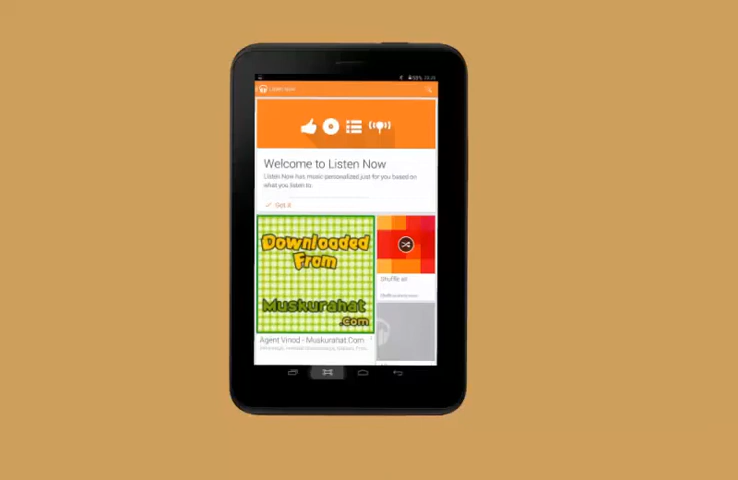 Listen Now
Welcome to Listen Now
Listen Now has music personalized just for you based on
what you listen to.
Got it
Downloaded
From
Muskurahat
.Com
Shuffle all
Agent Vinod - Muskurahat.Com